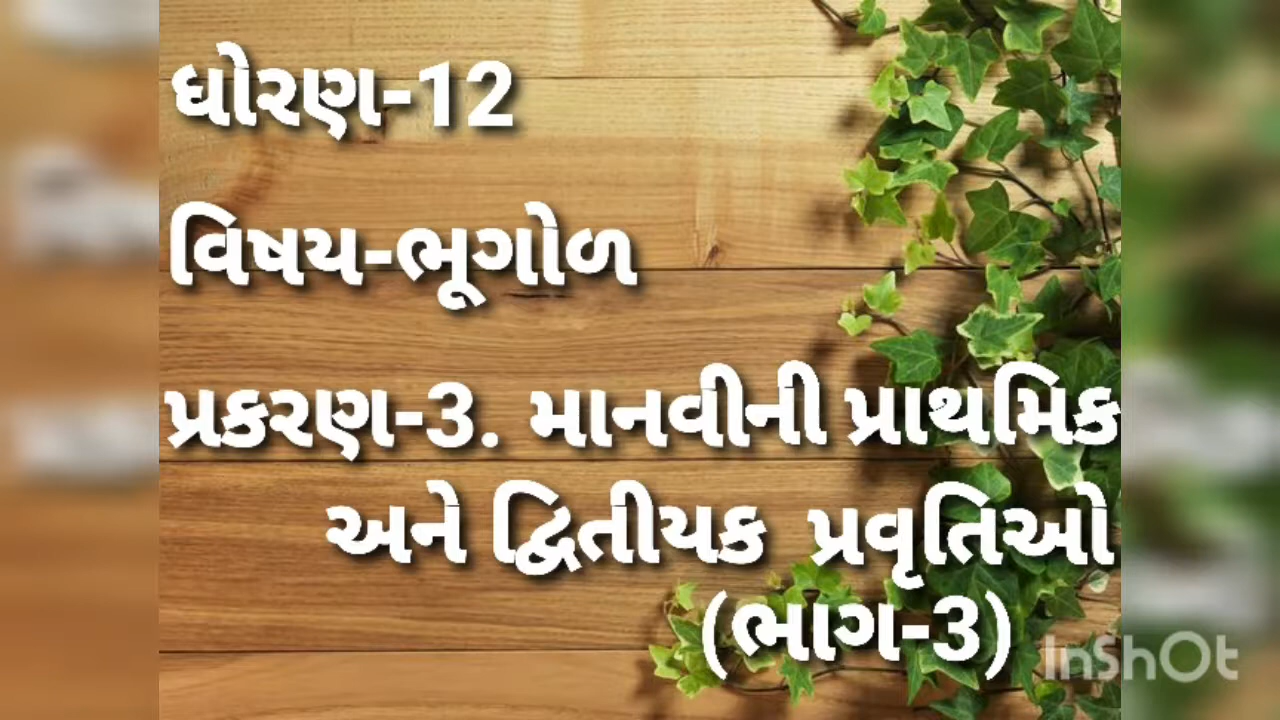 ધોરણ-12
વિષય-ભૂગોળ
પ્રકરણ-3. માનવીની પ્રાથમિક
અને દ્વિતીયક પ્રવૃતિઓ
(ભાગ-3)
InShOt